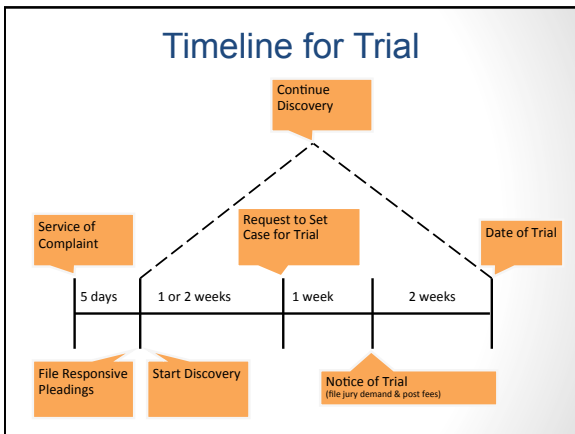 Timeline for Trial
Continue
Discovery
Service of
Complaint
Request to Set
Case for Trial
Date of Trial
5 days
1 or 2 weeks
1 week
2 weeks
File Responsive
Pleadings
Start Discovery
Notice of Trial
(file jury demand & post fees)